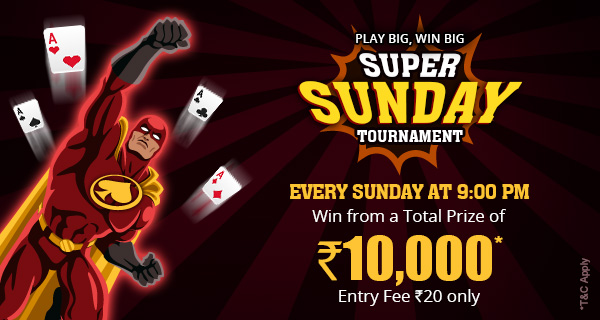 PLAY BIG, WIN BIG
SUPER
SUNDAY
TOURNAMENT
EVERY SUNDAY AT 9:00 PM
Win from a Total Prize of
₹10,000*
Entry Fee ₹20 only
*T&C Apply
A
A
A
A